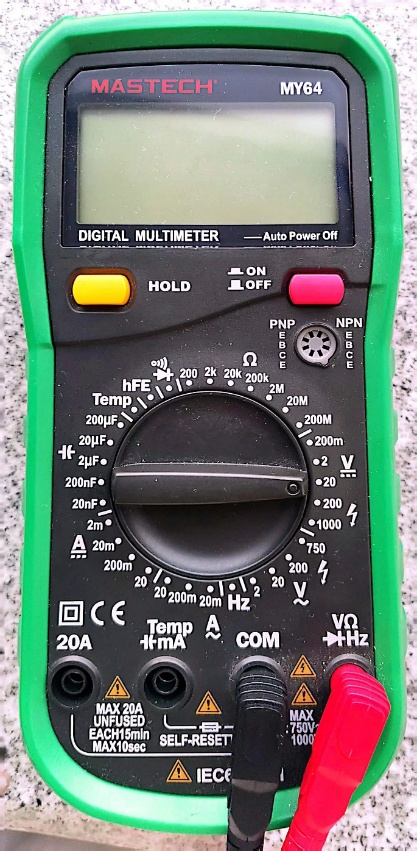 MASTECH® MY64
DIGITAL MULTIMETER — Auto Power Off
HOLD
ON
OFF
PNP NPN
E E
B B
C C
E E
Ω
hFE 200 2k 20k 200k
Temp 2M
200µF 20M
20µF 200M
2µF 200m
200nF 2 V
20nF 20
2m 200
A 20m 1000
200m 750
20 200
20 200m 20m Hz 2 20 V
A
CE
20A Temp mA COM VΩ Hz
MAX 20A
UNFUSED
EACH15min
MAX10sec
SELF-RESET
MAX
750V
1000
IEC6